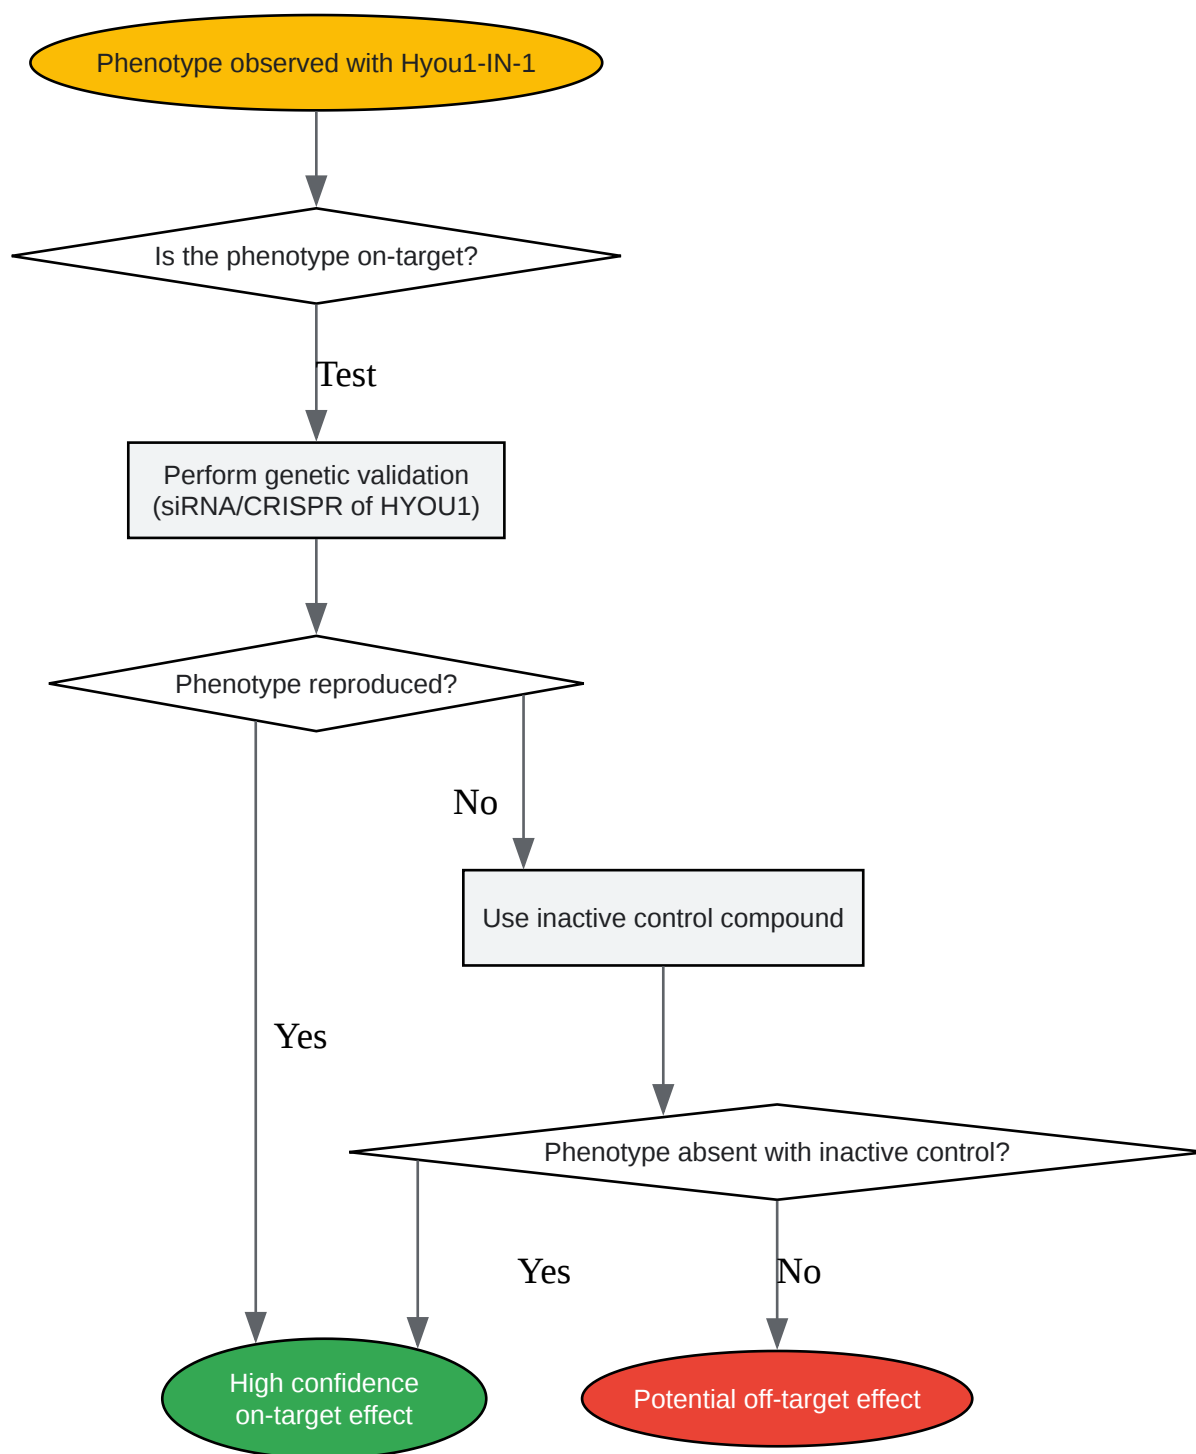 Phenotype observed with Hyou1-IN-1
Is the phenotype on-target?
Test
Perform genetic validation
(siRNA/CRISPR of HYOU1)
Phenotype reproduced?
No
Use inactive control compound
Yes
Phenotype absent with inactive control?
Yes
No
High confidence
on-target effect
Potential off-target effect